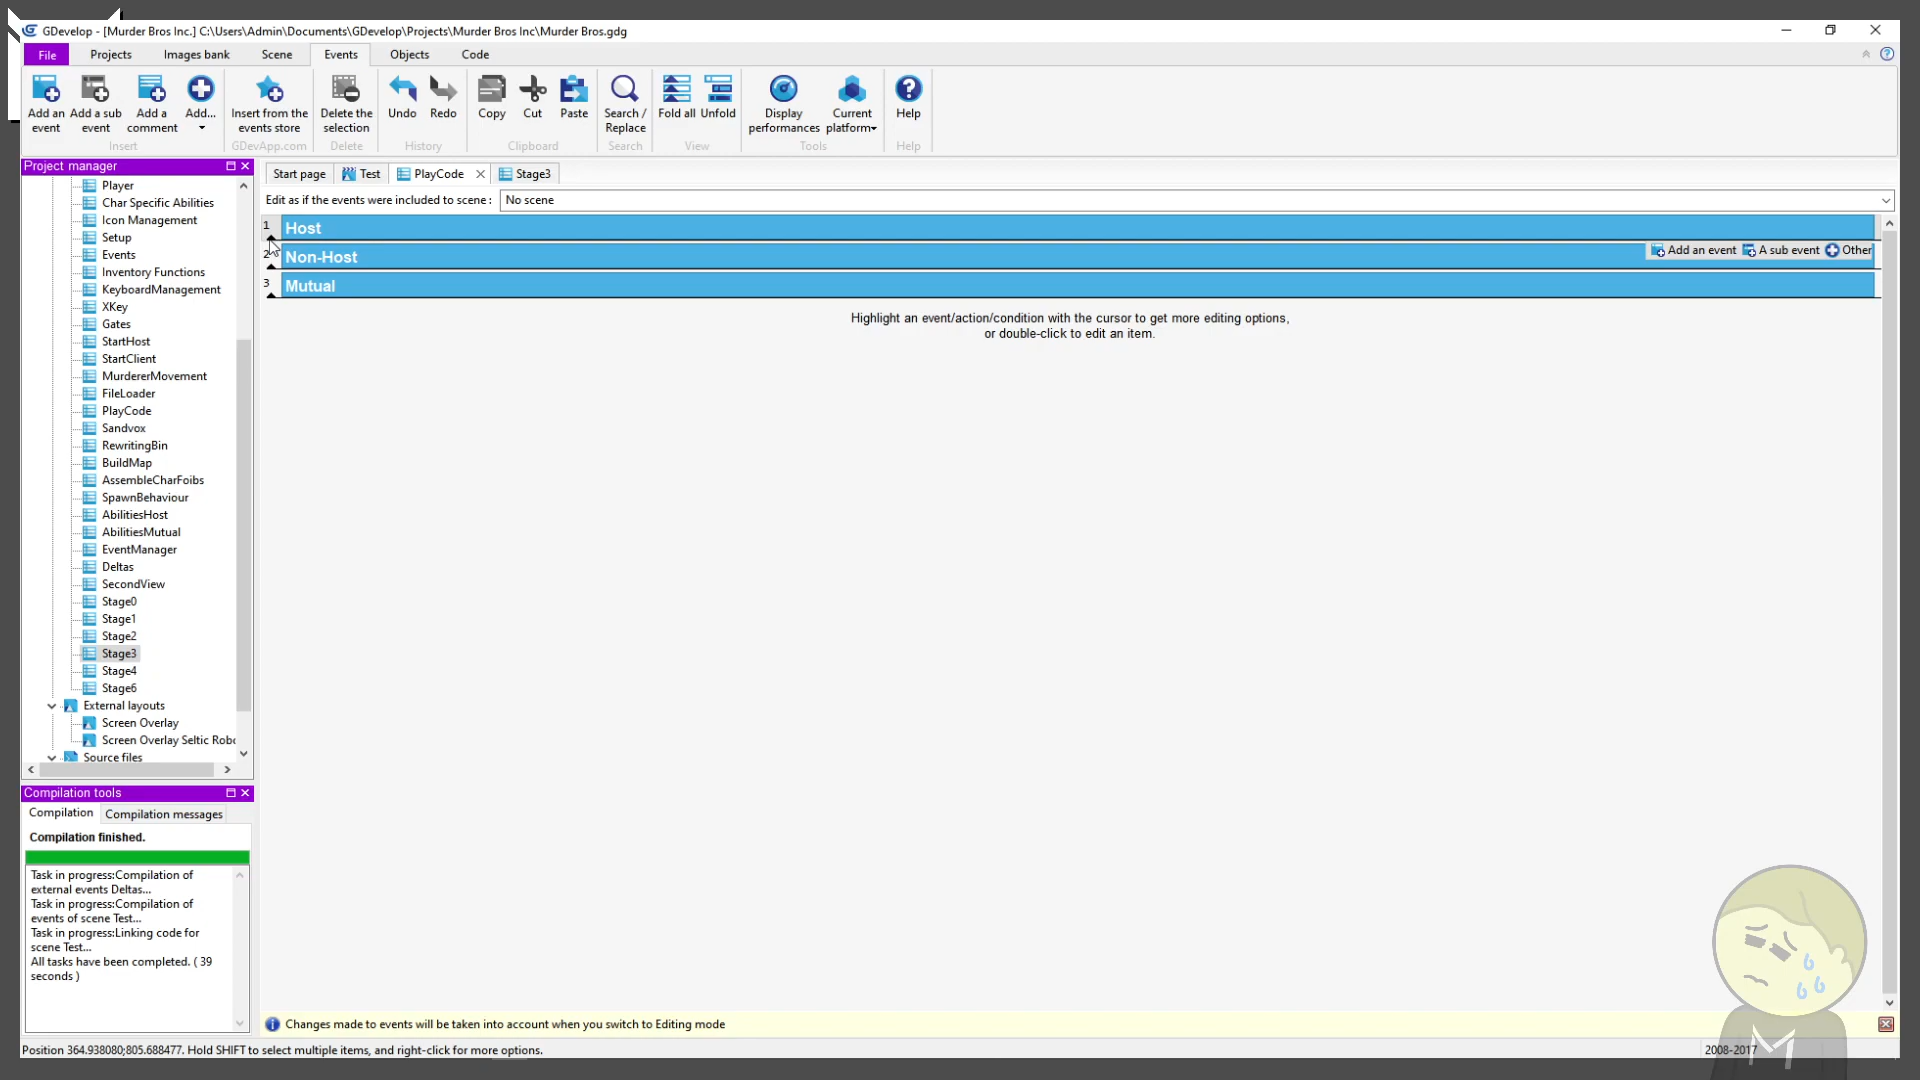 GDevelop - [Murder Bros Inc.] C:\Users\Admin\Documents\GDevelop\Projects\Murder Bros Inc\Murder Bros.gdg
File Projects Images bank Scene Events Objects Code
Add an event
Add a sub event
Add a comment
Add...
Insert
Insert from the events store
GDevApp.com
Delete the selection
Delete
Undo Redo
History
Copy Cut Paste
Clipboard
Search / Replace
Search
Fold all Unfold
View
Display performances
Current platform
Tools
Help
Help
Project manager
Player
Char Specific Abilities
Icon Management
Setup
Events
Inventory Functions
KeyboardManagement
XKey
Gates
StartHost
StartClient
MurdererMovement
FileLoader
PlayCode
Sandvox
RewritingBin
BuildMap
AssembleCharFoibs
SpawnBehaviour
AbilitiesHost
AbilitiesMutual
EventManager
Deltas
SecondView
Stage0
Stage1
Stage2
Stage3
Stage4
Stage6
External layouts
Screen Overlay
Screen Overlay Seltic Robo
Source files
Compilation tools
Compilation Compilation messages
Compilation finished.
Task in progress:Compilation of
external events Deltas...
Task in progress:Compilation of
events of scene Test...
Task in progress:Linking code for
scene Test...
All tasks have been completed. ( 39
seconds )
Start page Test PlayCode Stage3
Edit as if the events were included to scene : No scene
1 Host
2 Non-Host
Add an event A sub event Other
3 Mutual
Highlight an event/action/condition with the cursor to get more editing options,
or double-click to edit an item.
Changes made to events will be taken into account when you switch to Editing mode
Position 364.938080;805.688477. Hold SHIFT to select multiple items, and right-click for more options.
2008-2017